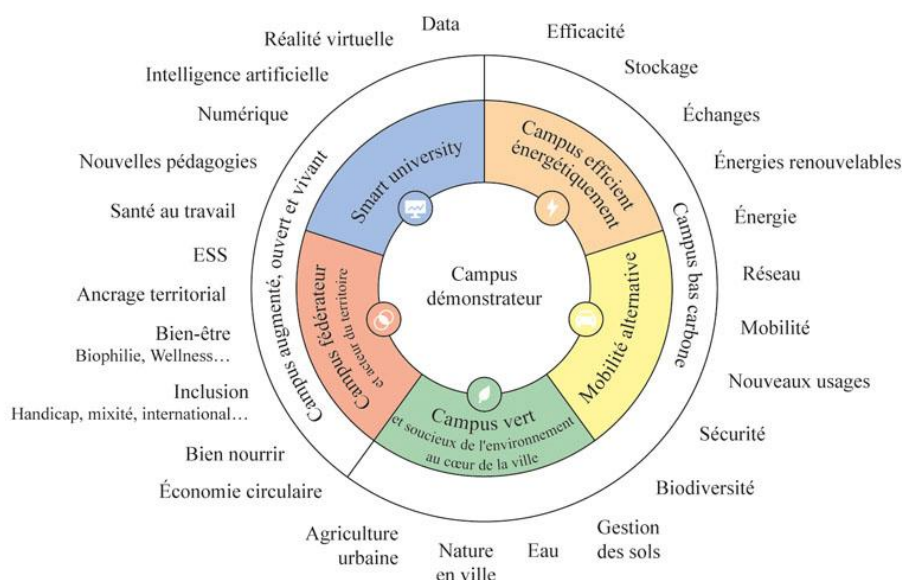 Data
Réalité virtuelle
Intelligence artificielle
Numérique
Nouvelles pédagogies
Santé au travail
ESS
Ancrage territorial
Bien-être
Biophilie, Wellness…
Inclusion
Handicap, mixité, international…
Bien nourrir
Économie circulaire
Agriculture
urbaine
Nature
en ville
Eau
Gestion
des sols
Biodiversité
Sécurité
Nouveaux usages
Mobilité
Réseau
Énergie
Énergies renouvelables
Échanges
Stockage
Efficacité
Campus augmenté, ouvert et vivant
Campus bas carbone
Smart university
Campus efficient
énergétiquement
Mobilité alternative
Campus vert
et soucieux de l'environnement
au cœur de la ville
Campus fédérateur
et acteur du territoire
Campus
démonstrateur